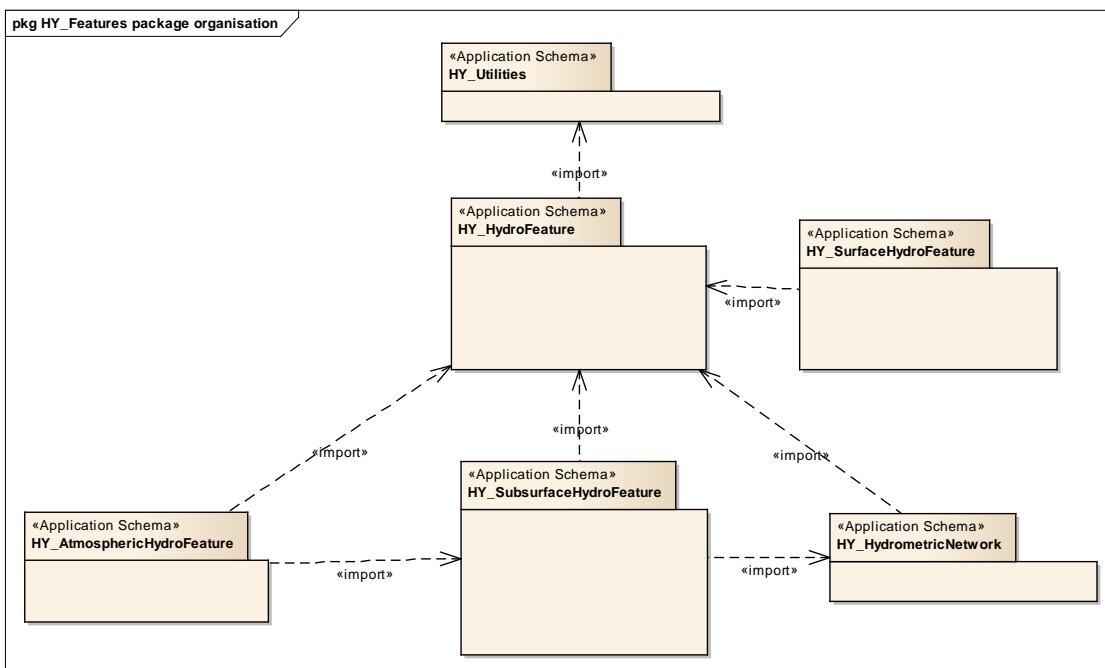 pkg HY_Features package organisation
«Application Schema»
HY_Utilities
«import»
«Application Schema»
HY_HydroFeature
«Application Schema»
HY_SurfaceHydroFeature
«import»
«import»
«import»
«import»
«Application Schema»
HY_SubsurfaceHydroFeature
«Application Schema»
HY_AtmosphericHydroFeature
«Application Schema»
HY_HydrometricNetwork
«import»
«import»